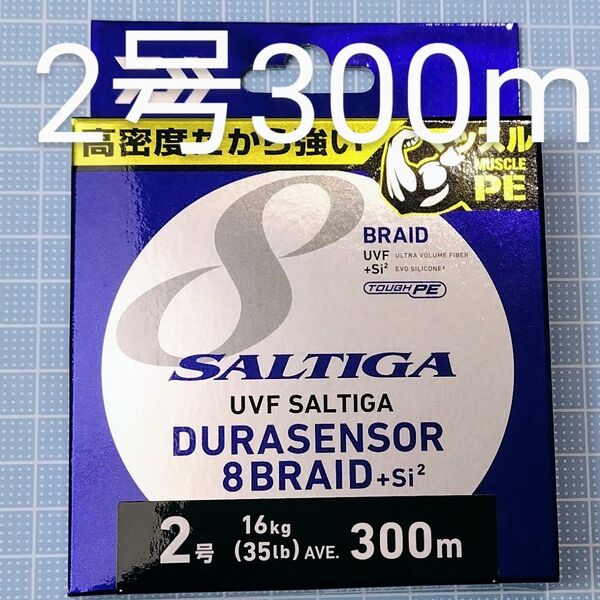 2号300m
高密度だから強い
マッスル
MUSCLE
PE
8
BRAID
UVF ULTRA VOLUME FIBER
+Si² EVO SILICONE²
TOUGH PE
SALTIGA
UVF SALTIGA
DURASENSOR
8BRAID+Si²
2号 16kg (35lb) AVE. 300m